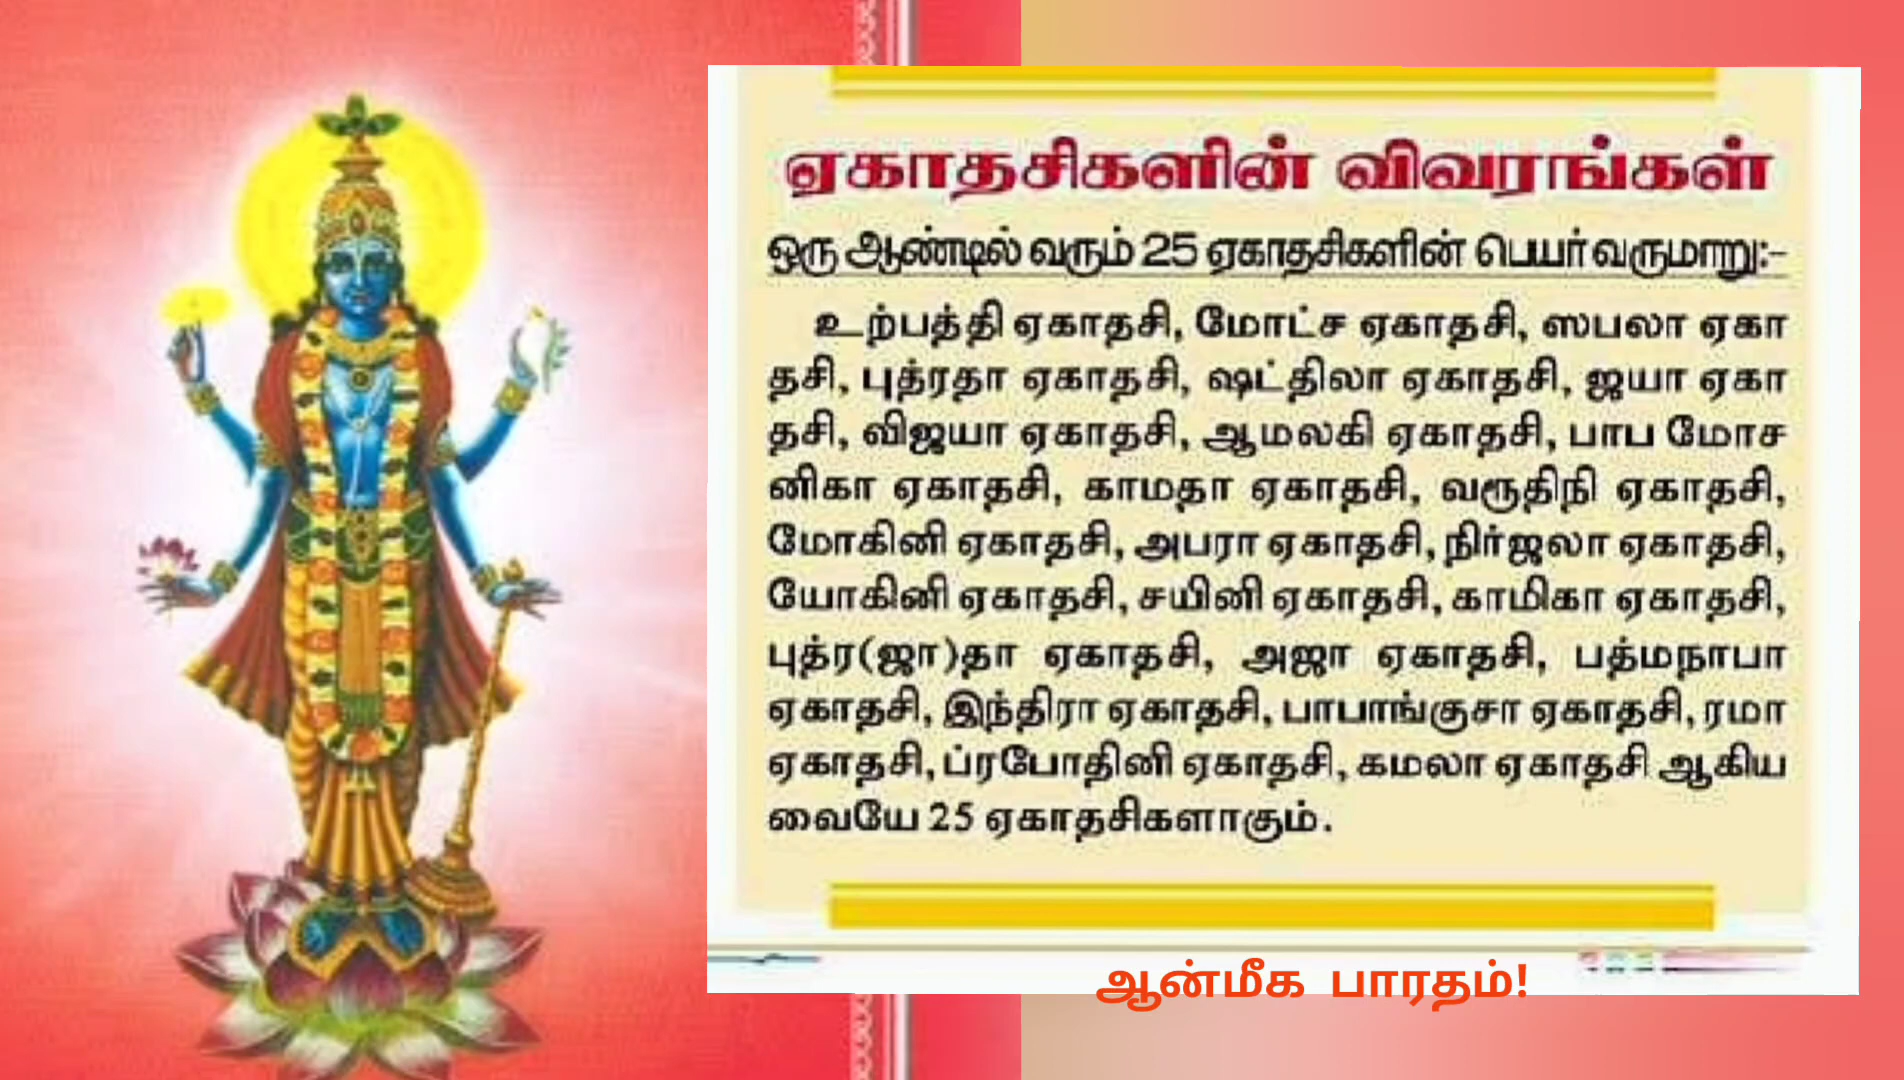 ஏகாதசிகளின் விவரங்கள்
ஒரு ஆண்டில் வரும் 25 ஏகாதசிகளின் பெயர் வருமாறு:-
உற்பத்தி ஏகாதசி, மோட்ச ஏகாதசி, ஸபலா ஏகா
தசி, புத்ரதா ஏகாதசி, ஷட்திலா ஏகாதசி, ஜயா ஏகா
தசி, விஜயா ஏகாதசி, ஆமலகி ஏகாதசி, பாப மோச
னிகா ஏகாதசி, காமதா ஏகாதசி, வரூதிநி ஏகாதசி,
மோகினி ஏகாதசி, அபரா ஏகாதசி, நிர்ஜலா ஏகாதசி,
யோகினி ஏகாதசி, சயினி ஏகாதசி, காமிகா ஏகாதசி,
புத்ர(ஜா)தா ஏகாதசி, அஜா ஏகாதசி, பத்மநாபா
ஏகாதசி, இந்திரா ஏகாதசி, பாபாங்குசா ஏகாதசி, ரமா
ஏகாதசி, ப்ரபோதினி ஏகாதசி, கமலா ஏகாதசி ஆகிய
வையே 25 ஏகாதசிகளாகும்.
ஆன்மீக பாரதம்!